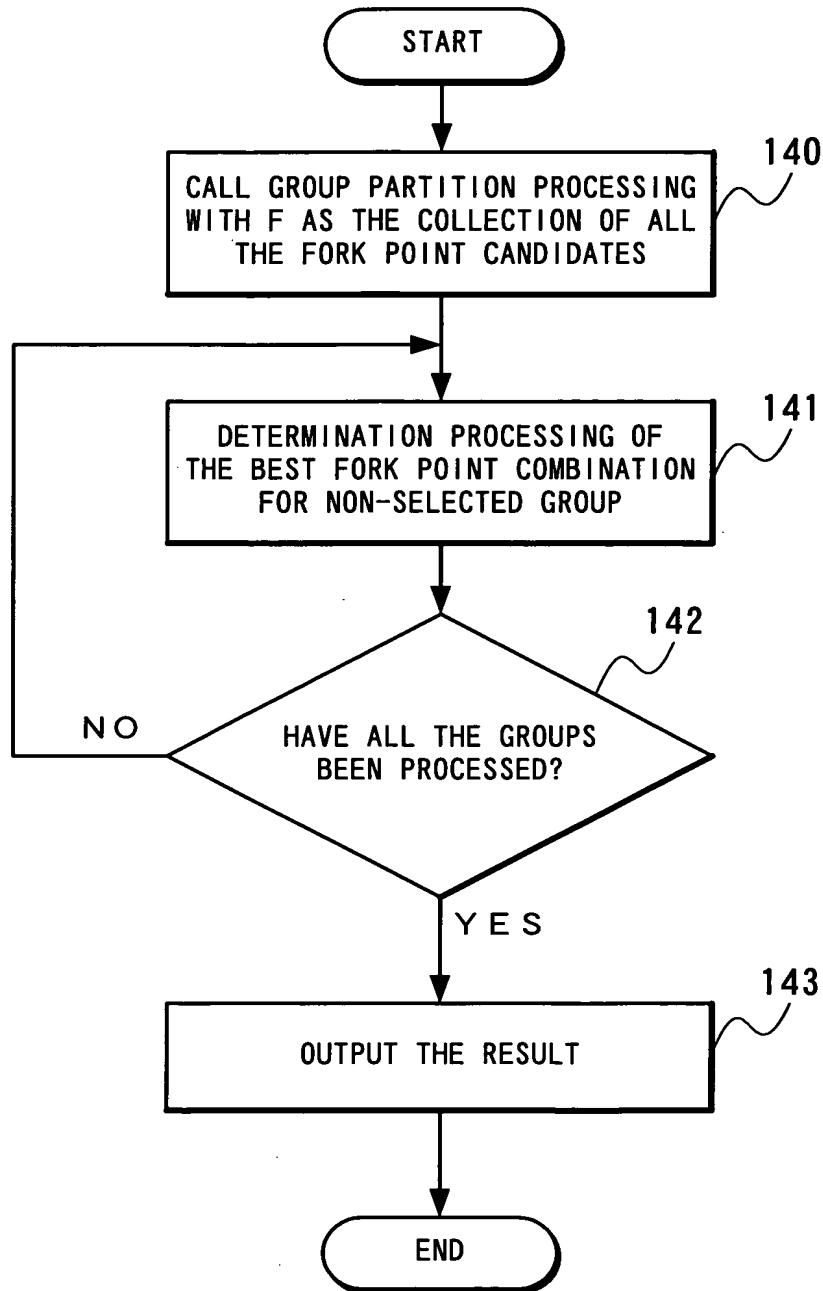 START
140
CALL GROUP PARTITION PROCESSING
WITH F AS THE COLLECTION OF ALL
THE FORK POINT CANDIDATES
141
DETERMINATION PROCESSING OF
THE BEST FORK POINT COMBINATION
FOR NON-SELECTED GROUP
142
NO
HAVE ALL THE GROUPS
BEEN PROCESSED?
YES
143
OUTPUT THE RESULT
END